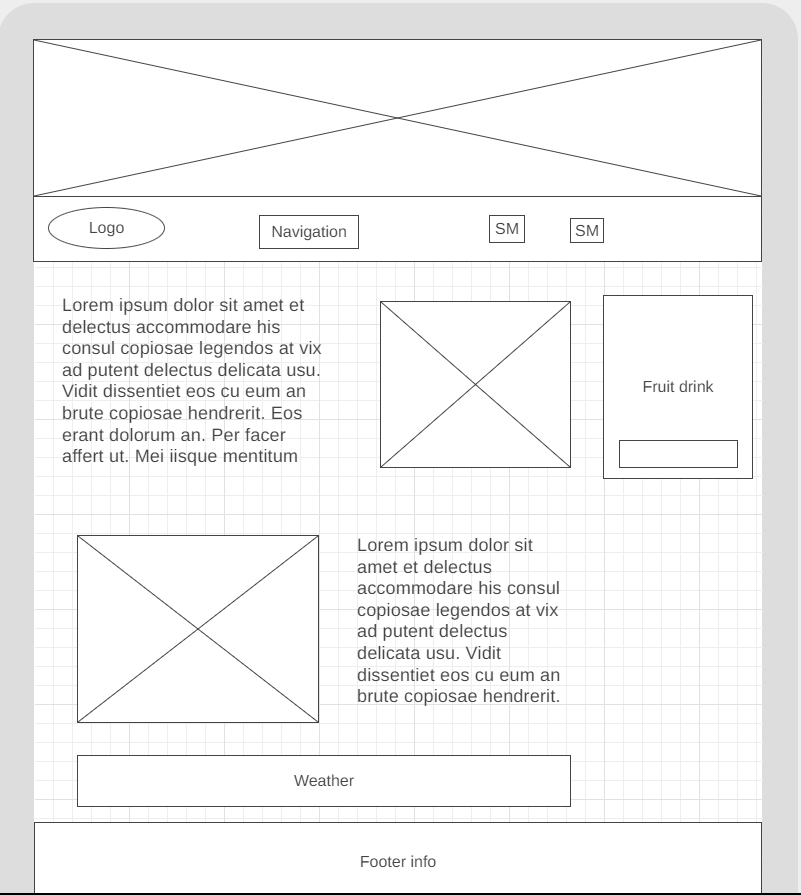 Logo
Navigation
SM
SM
Lorem ipsum dolor sit amet et
delectus accommodare his
consul copiosae legendos at vix
ad putent delectus delicata usu.
Vidit dissentiet eos cu eum an
brute copiosae hendrerit. Eos
erant dolorum an. Per facer
affert ut. Mei iisque mentitum
Fruit drink
Lorem ipsum dolor sit
amet et delectus
accommodare his consul
copiosae legendos at vix
ad putent delectus
delicata usu. Vidit
dissentiet eos cu eum an
brute copiosae hendrerit.
Weather
Footer info